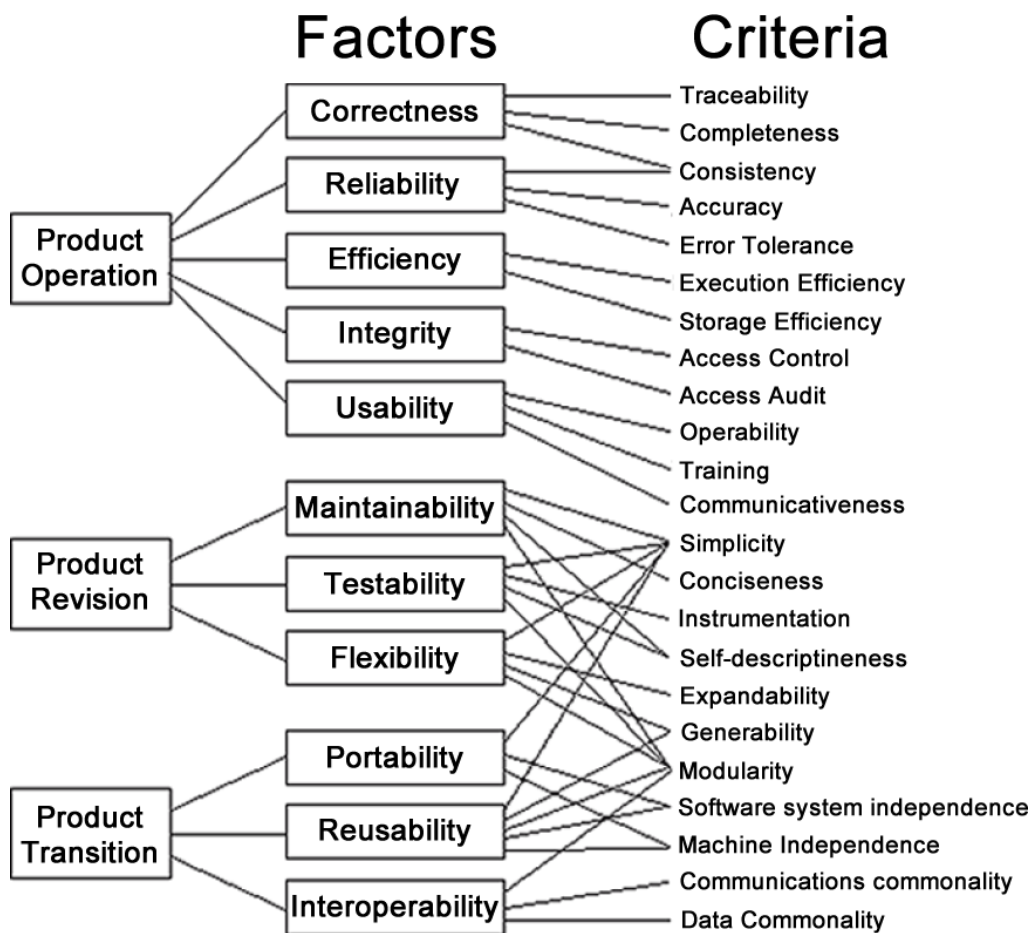 Factors
Criteria
Product
Operation
Correctness
Reliability
Efficiency
Integrity
Usability
Product
Revision
Maintainability
Testability
Flexibility
Product
Transition
Portability
Reusability
Interoperability
Traceability
Completeness
Consistency
Accuracy
Error Tolerance
Execution Efficiency
Storage Efficiency
Access Control
Access Audit
Operability
Training
Communicativeness
Simplicity
Conciseness
Instrumentation
Self-descriptineness
Expandability
Generability
Modularity
Software system independence
Machine Independence
Communications commonality
Data Commonality